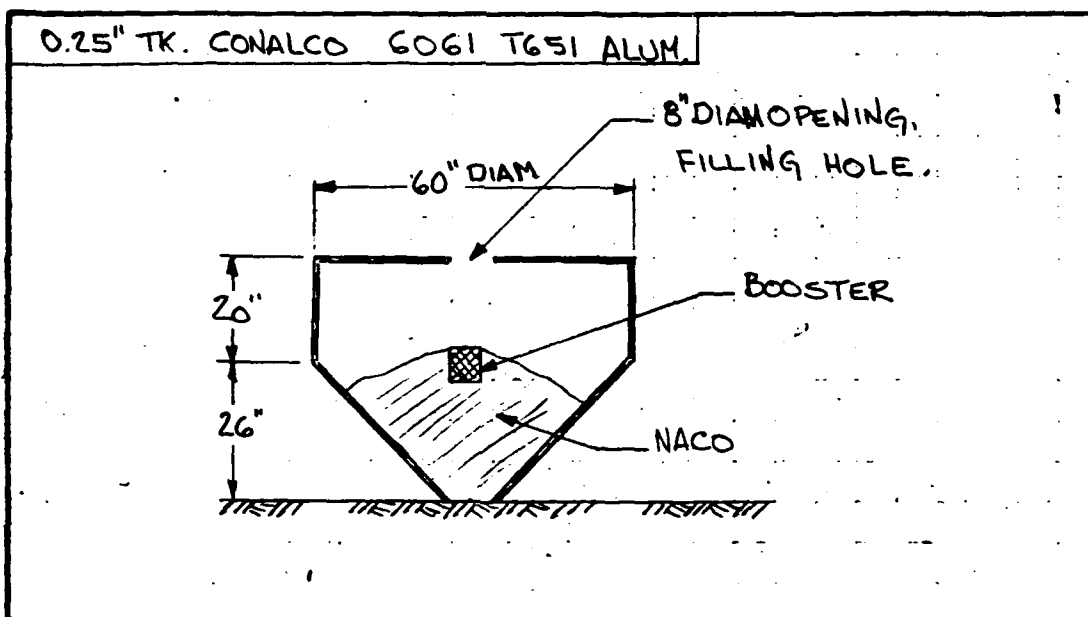 0.25" TK. CONALCO 6061 T651 ALUM.
8" DIAM OPENING,
FILLING HOLE.
60" DIAM
BOOSTER
20"
26"
NACO